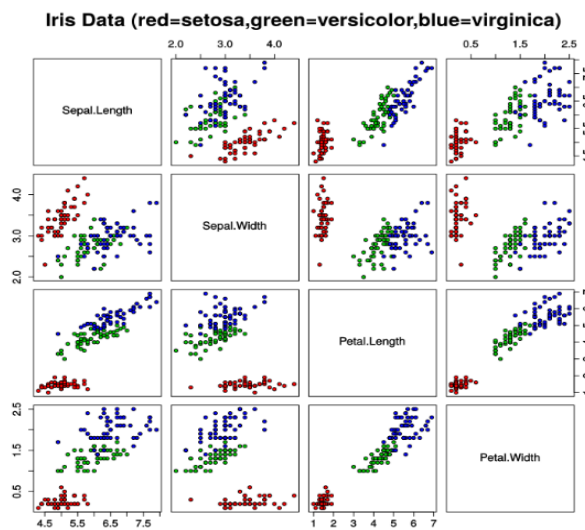 Iris Data (red=setosa,green=versicolor,blue=virginica)
2.0 3.0 4.0
0.5 1.5 2.5
Sepal.Length
4.0
3.0
2.0
Sepal.Width
Petal.Length
2.5
1.5
0.5
Petal.Width
4.5 5.5 6.5 7.5
1 2 3 4 5 6 7